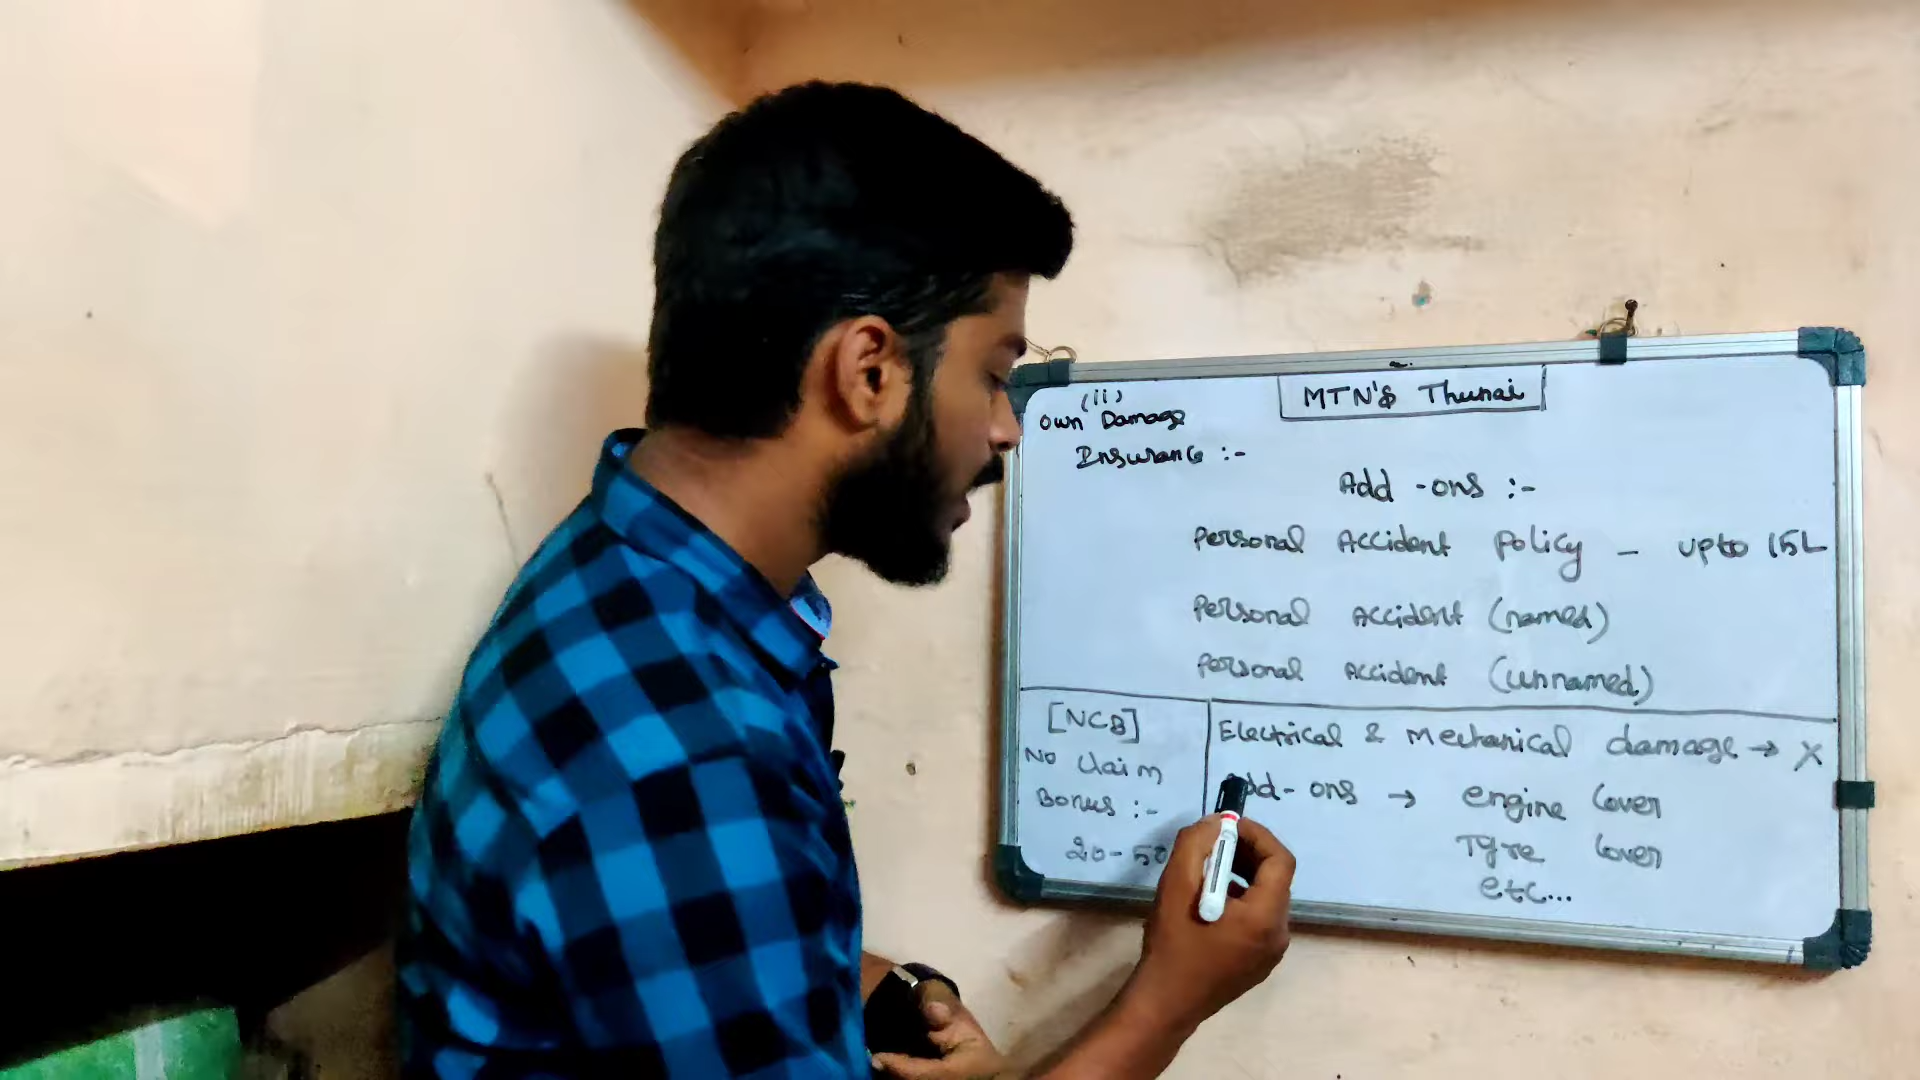 MTN'S Thunai
(ii)
Own Damage
Insurance :-
Add -ons :-
Personal Accident Policy - upto 15L
Personal Accident (named)
Personal Accident (unnamed)
[NCB]
No Claim
Bonus :-
20-50
Electrical & Mechanical damage → X
Add-ons → engine Cover
Tyre Cover
etc...